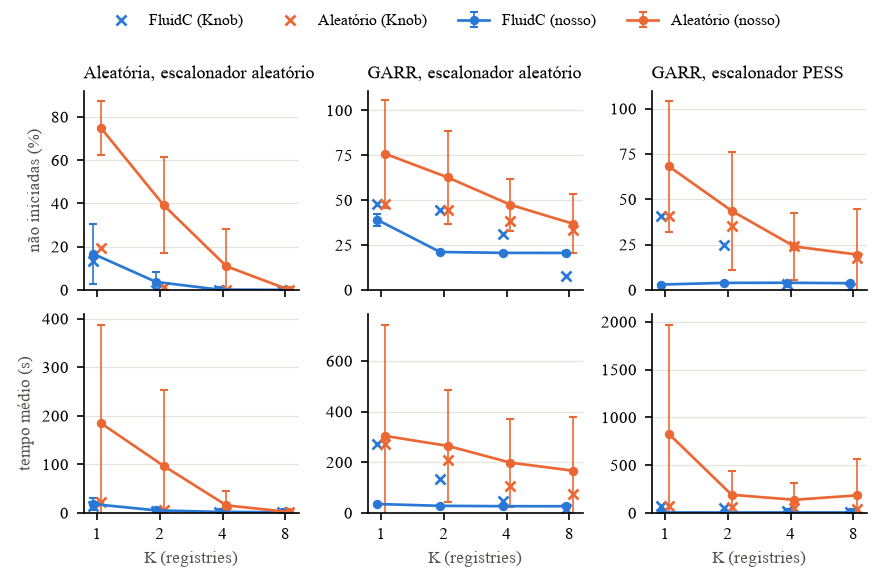 FluidC (Knob) Aleatório (Knob) FluidC (nosso) Aleatório (nosso)
Aleatória, escalonador aleatório
GARR, escalonador aleatório
GARR, escalonador PESS
não iniciadas (%)
80
60
40
20
0
100
75
50
25
0
100
75
50
25
0
tempo médio (s)
400
300
200
100
0
600
400
200
0
2000
1500
1000
500
0
1 2 4 8
1 2 4 8
1 2 4 8
K (registries)
K (registries)
K (registries)